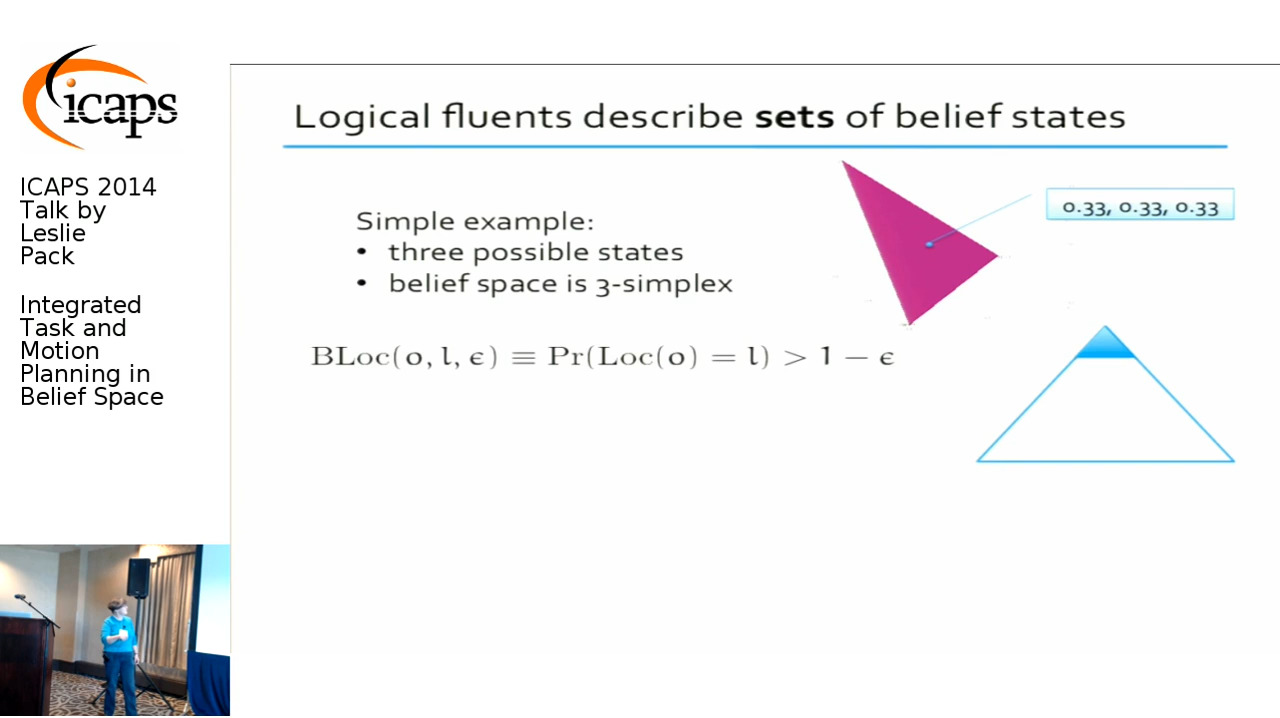 icaps
ICAPS 2014
Talk by
Leslie
Pack
Integrated
Task and
Motion
Planning in
Belief Space
Logical fluents describe sets of belief states
Simple example:
• three possible states
• belief space is 3-simplex
0.33, 0.33, 0.33
BLoc(o, l, ϵ) ≡ Pr(Loc(o) = l) > 1 − ϵ